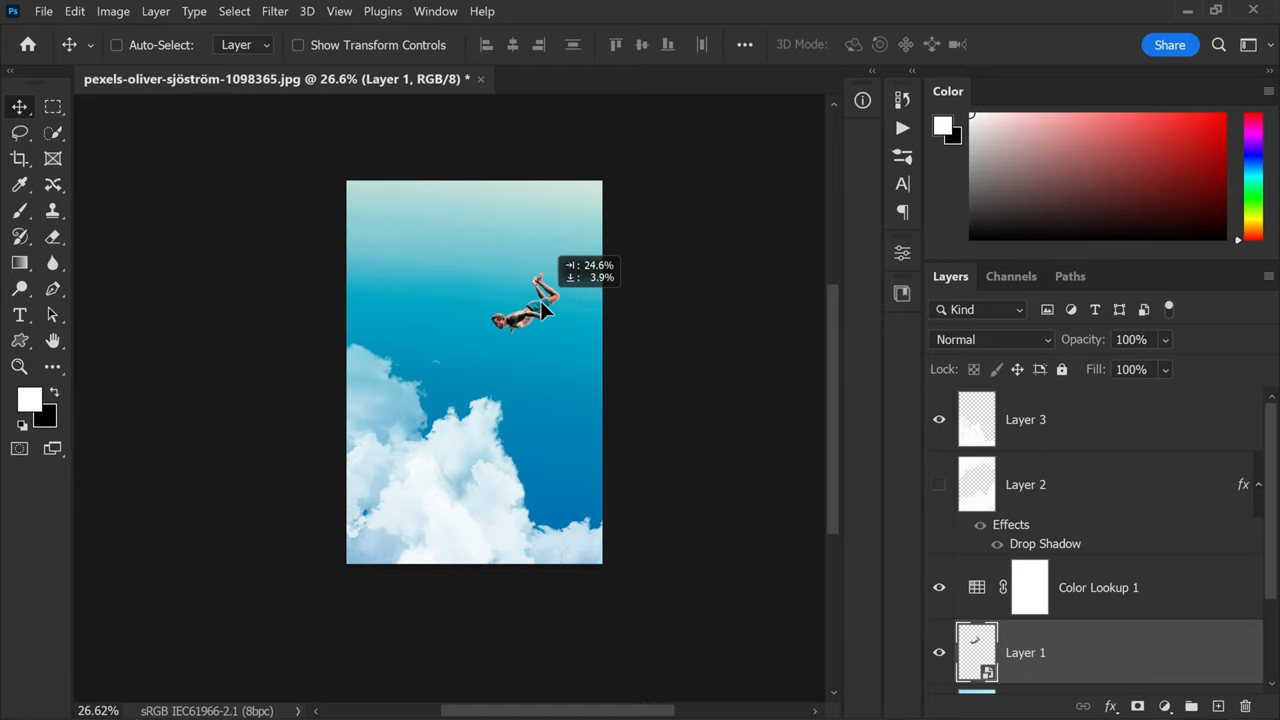 Ps File Edit Image Layer Type Select Filter 3D View Plugins Window Help
Auto-Select: Layer Show Transform Controls 3D Mode: Share
pexels-oliver-sjöström-1098365.jpg @ 26.6% (Layer 1, RGB/8) *
Color
24.6%
3.9%
Layers Channels Paths
Kind
Normal Opacity: 100%
Lock: Fill: 100%
Layer 3
Layer 2 fx
Effects
Drop Shadow
Color Lookup 1
Layer 1
26.62% sRGB IEC61966-2.1 (8bpc) fx